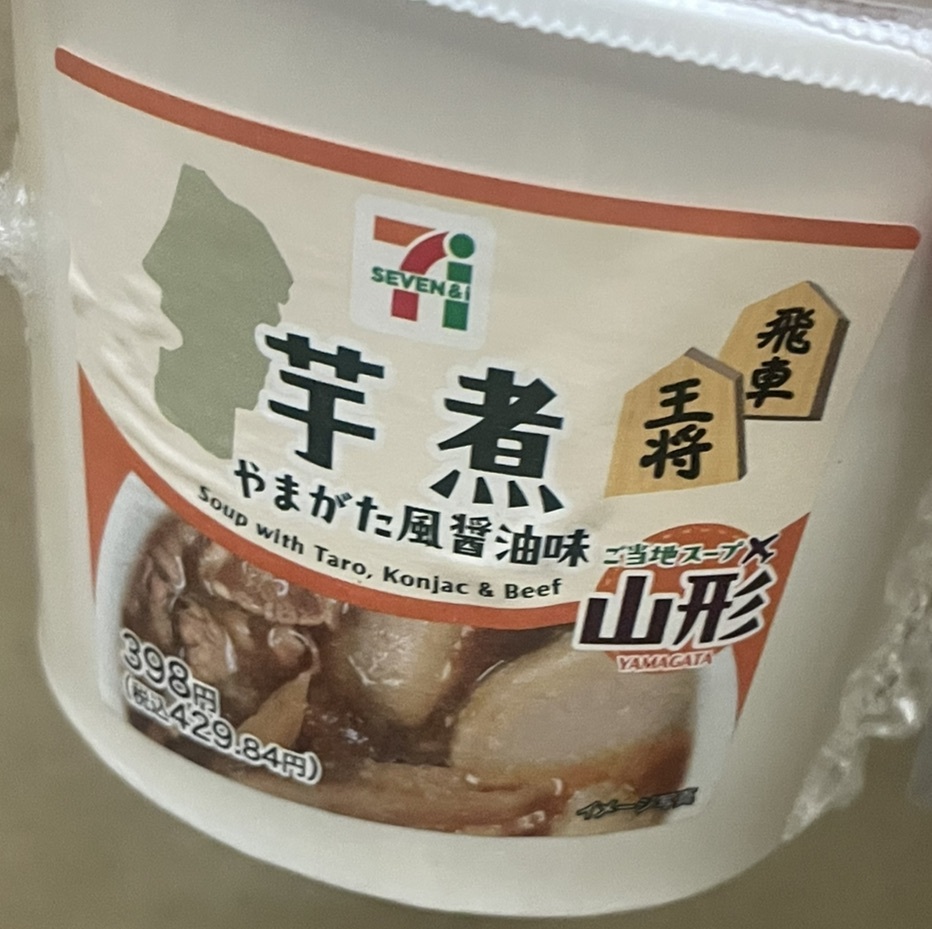 SEVEN&i
飛車
王将
芋煮
やまがた風醤油味
Soup with Taro, Konjac & Beef
ご当地スープ×
山形
YAMAGATA
398円
(税込429.84円)
イメージ写真